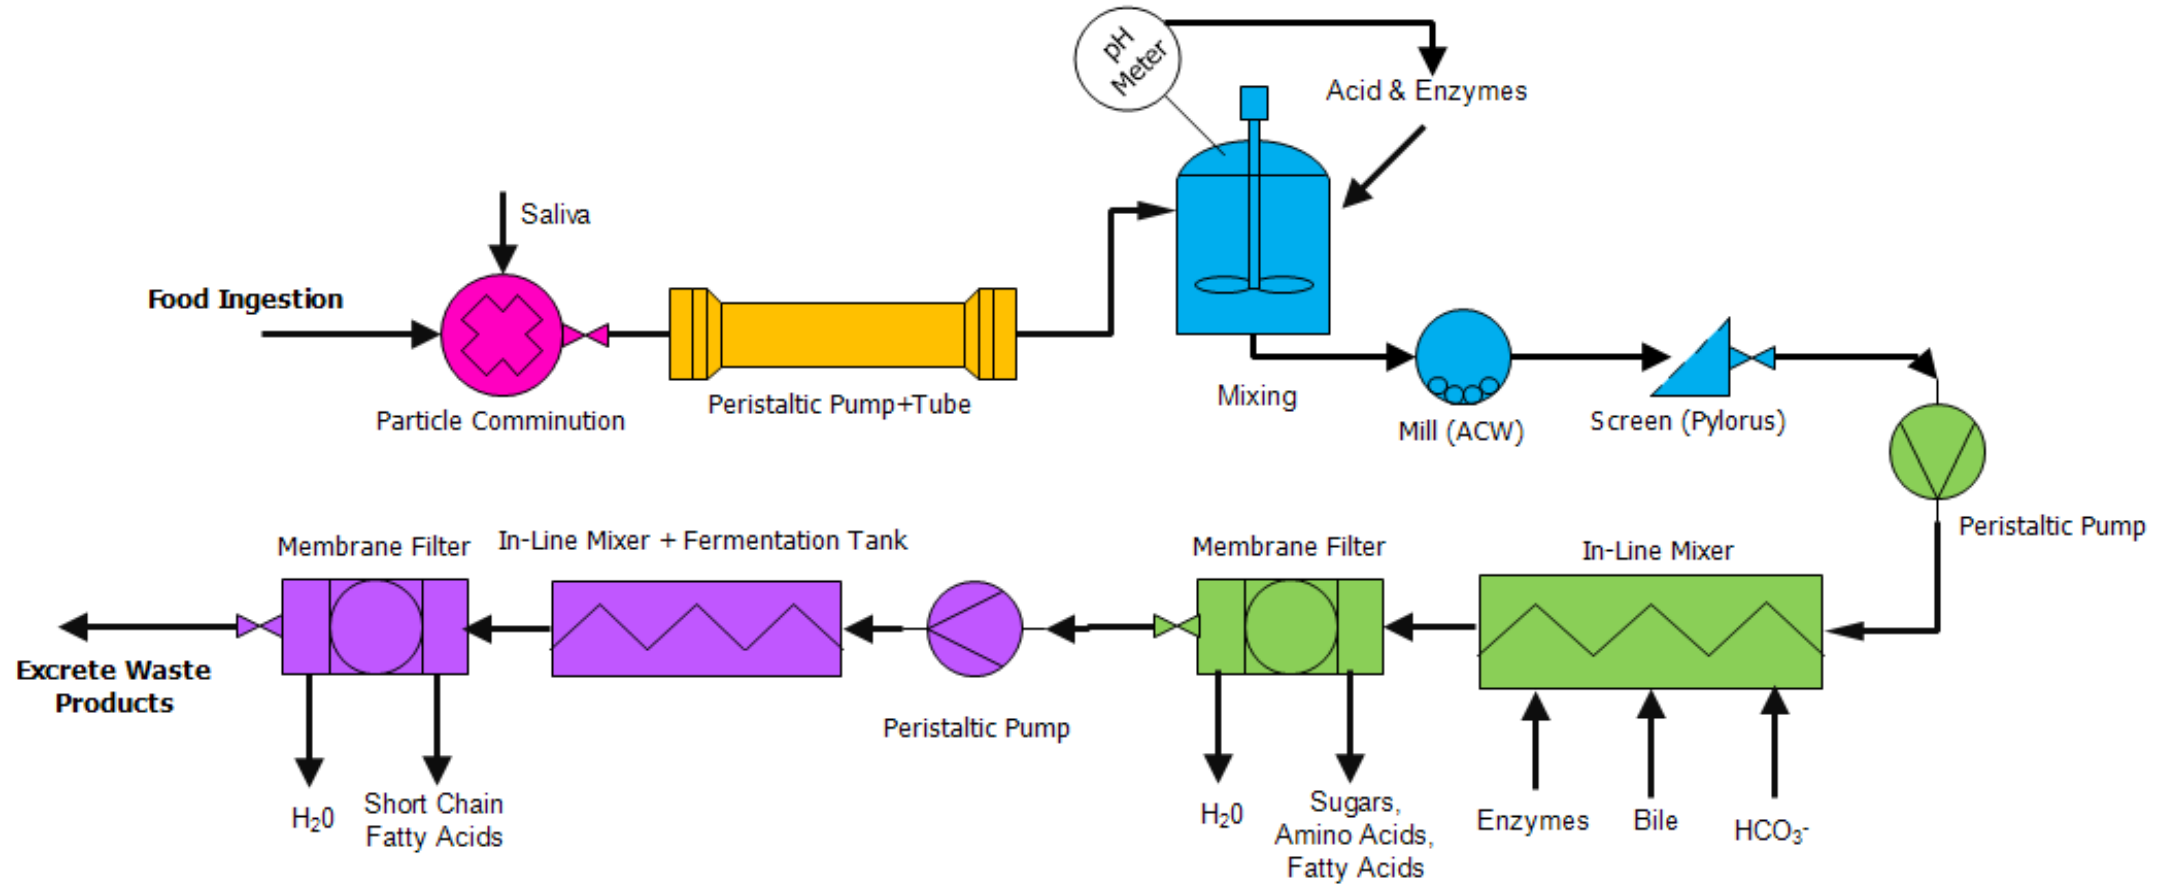 pH
Meter
Acid & Enzymes
Saliva
Food Ingestion
Particle Comminution
Peristaltic Pump+Tube
Mixing
Mill (ACW)
Screen (Pylorus)
Peristaltic Pump
In-Line Mixer
Enzymes
Bile
HCO₃-
Membrane Filter
H₂0
Sugars,
Amino Acids,
Fatty Acids
Peristaltic Pump
In-Line Mixer + Fermentation Tank
Membrane Filter
H₂0
Short Chain
Fatty Acids
Excrete Waste
Products